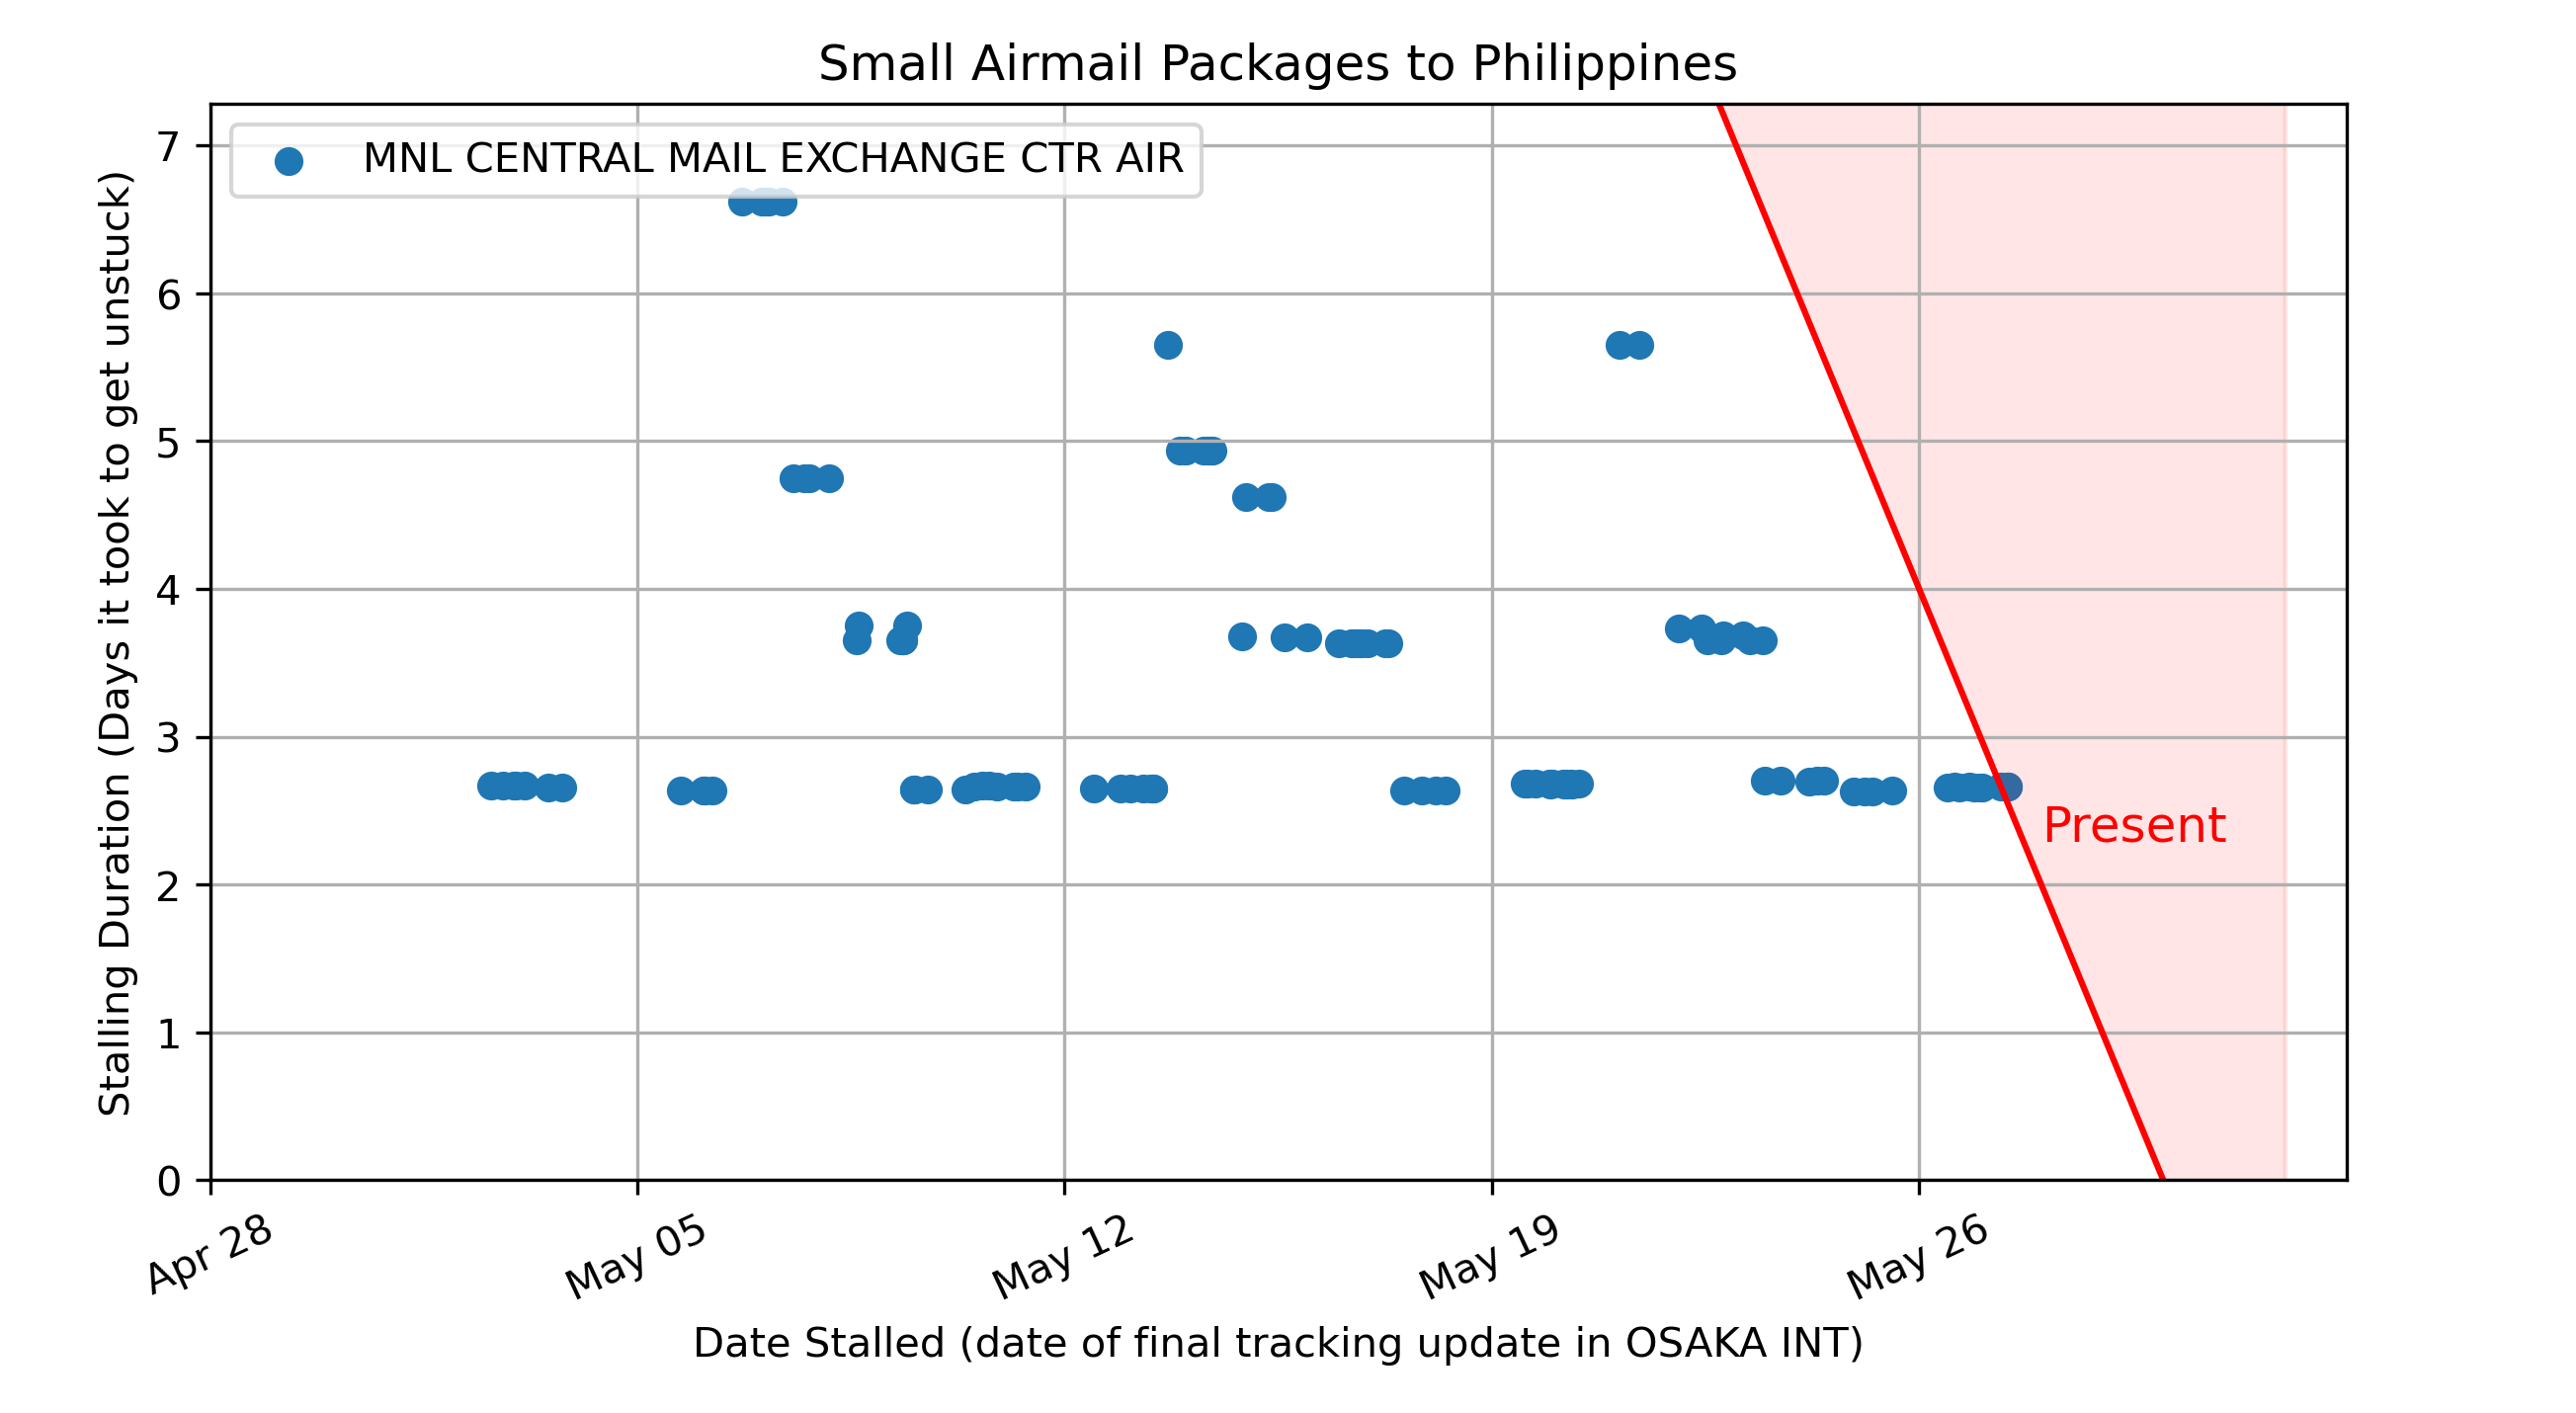 Small Airmail Packages to Philippines
MNL CENTRAL MAIL EXCHANGE CTR AIR
Stalling Duration (Days it took to get unstuck)
7
6
5
4
3
2
1
0
Present
Apr 28
May 05
May 12
May 19
May 26
Date Stalled (date of final tracking update in OSAKA INT)